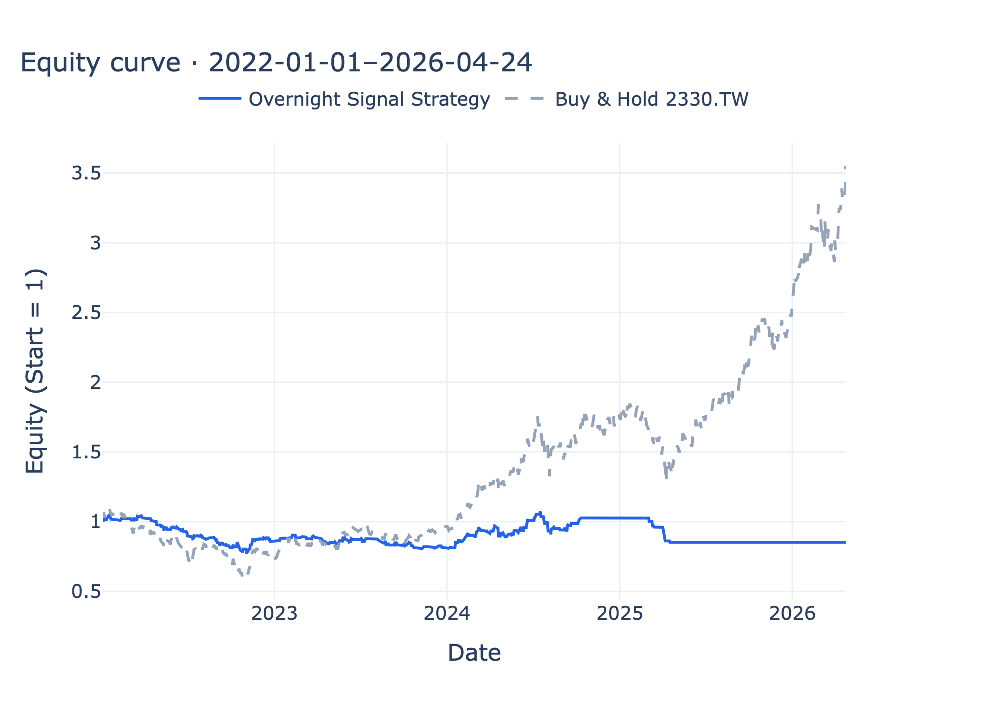 Equity curve · 2022-01-01–2026-04-24
Overnight Signal Strategy
Buy & Hold 2330.TW
Equity (Start = 1)
3.5
3
2.5
2
1.5
1
0.5
2023
2024
2025
2026
Date